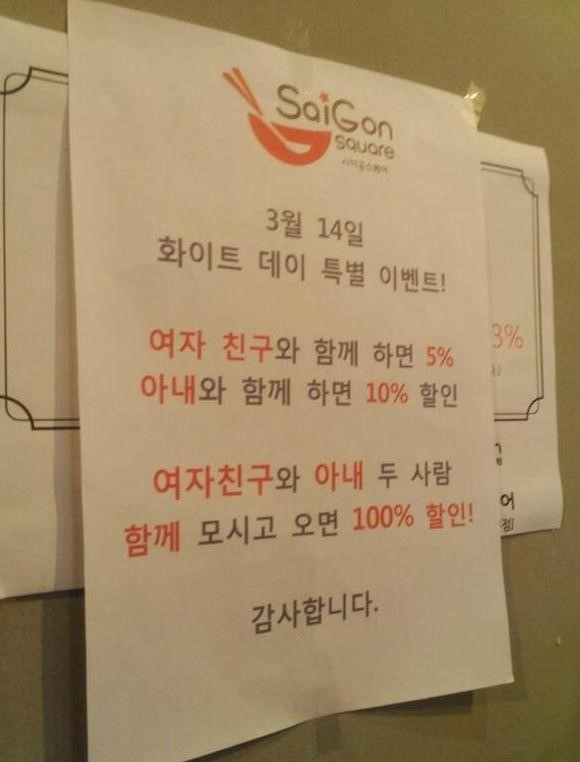 SaiGon
Square
사이공스퀘어
3월 14일
화이트 데이 특별 이벤트!
여자 친구와 함께 하면 5%
아내와 함께 하면 10% 할인
여자친구와 아내 두 사람
함께 모시고 오면 100% 할인!
감사합니다.
3%
어